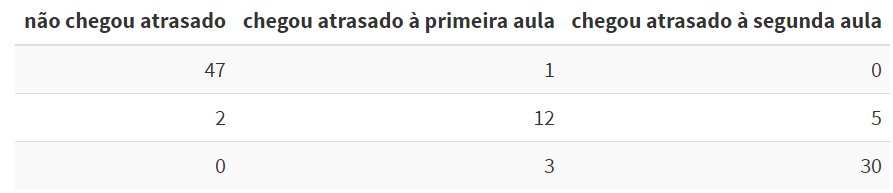 não chegou atrasado chegou atrasado à primeira aula chegou atrasado à segunda aula
47 1 0
2 12 5
0 3 30